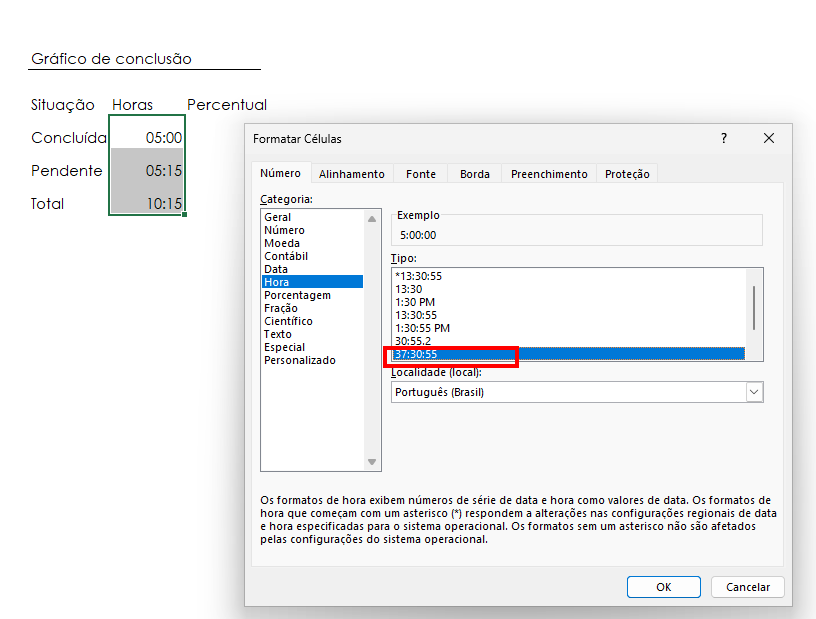 Gráfico de conclusão
Situação Horas Percentual
Concluída 05:00
Pendente 05:15
Total 10:15
Formatar Células ? ×
Número Alinhamento Fonte Borda Preenchimento Proteção
Categoria:
Geral
Número
Moeda
Contábil
Data
Hora
Porcentagem
Fração
Científico
Texto
Especial
Personalizado
Exemplo
5:00:00
Tipo:
*13:30:55
13:30
1:30 PM
13:30:55
1:30:55 PM
30:55.2
37:30:55
Localidade (local):
Português (Brasil)
Os formatos de hora exibem números de série de data e hora como valores de data. Os formatos de
hora que começam com um asterisco (*) respondem a alterações nas configurações regionais de data
e hora especificadas para o sistema operacional. Os formatos sem um asterisco não são afetados
pelas configurações do sistema operacional.
OK Cancelar